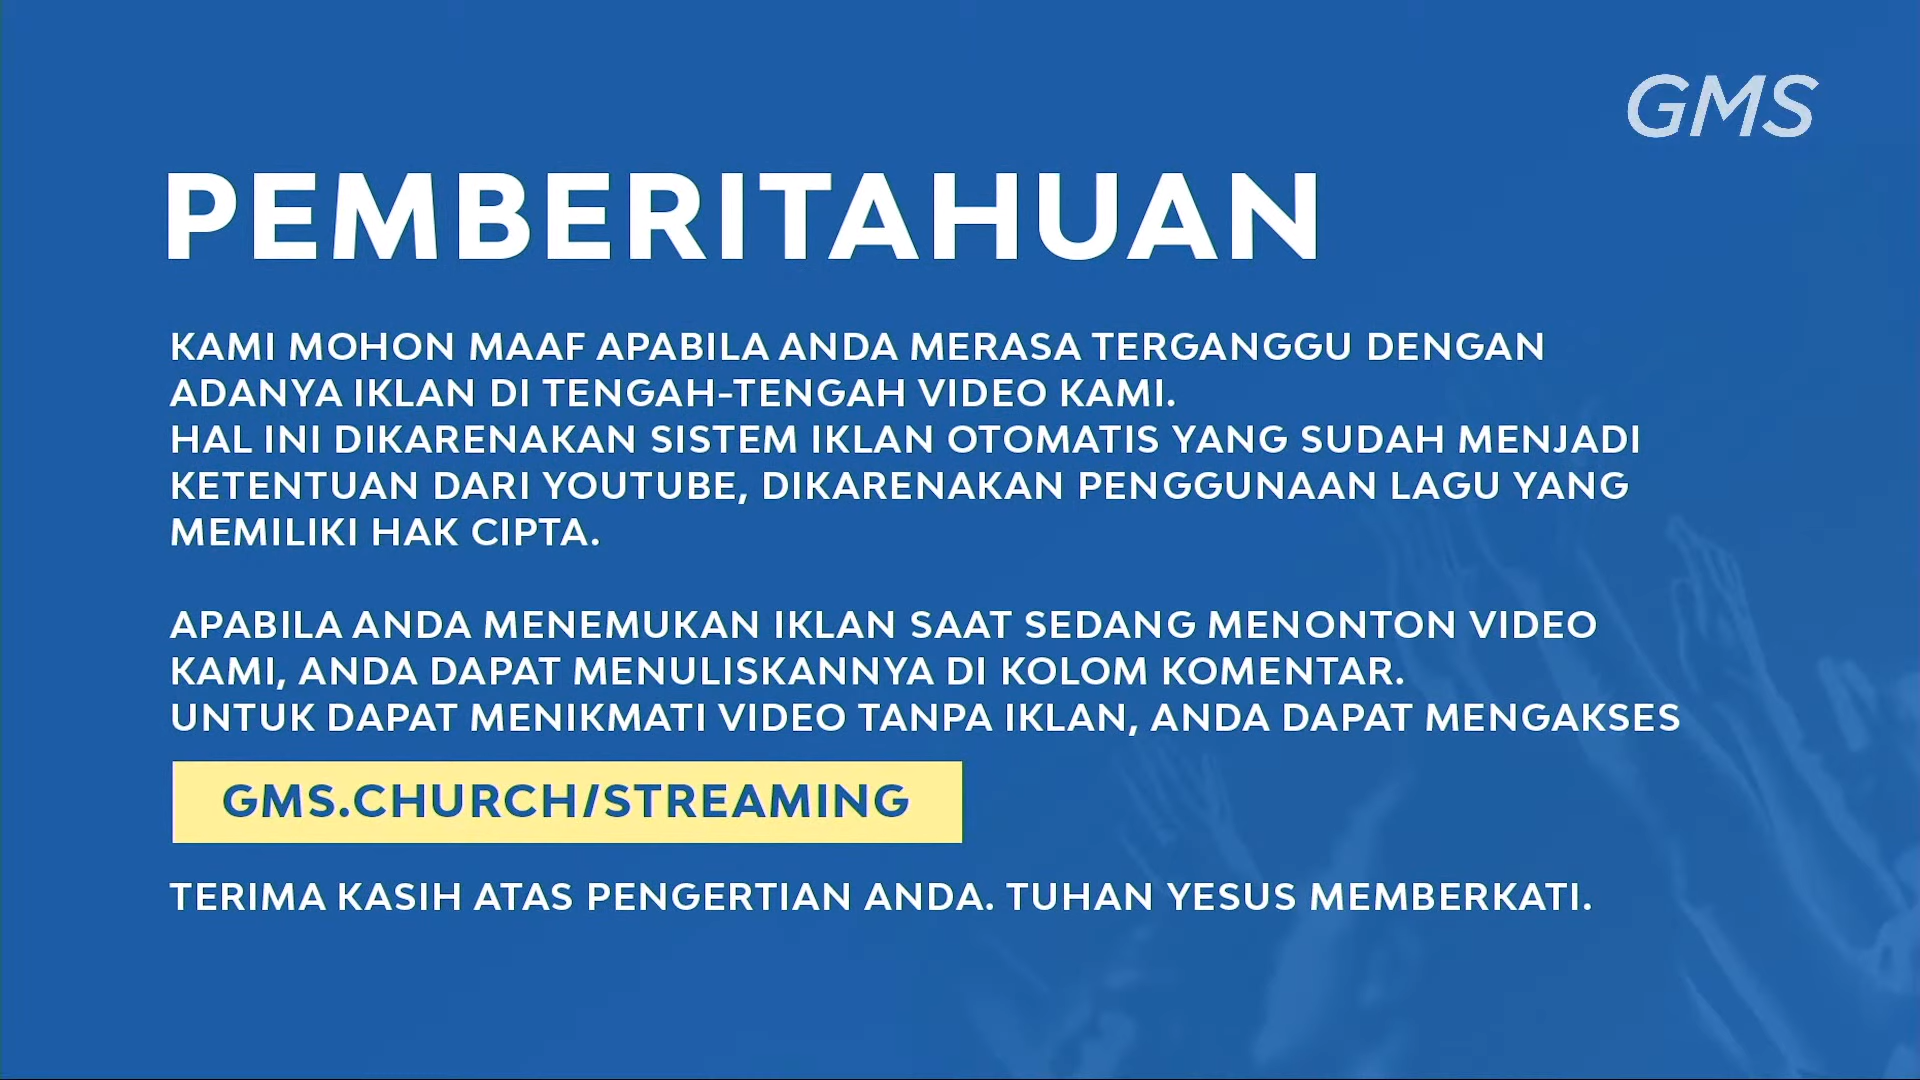 GMS
PEMBERITAHUAN
KAMI MOHON MAAF APABILA ANDA MERASA TERGANGGU DENGAN
ADANYA IKLAN DI TENGAH-TENGAH VIDEO KAMI.
HAL INI DIKARENAKAN SISTEM IKLAN OTOMATIS YANG SUDAH MENJADI
KETENTUAN DARI YOUTUBE, DIKARENAKAN PENGGUNAAN LAGU YANG
MEMILIKI HAK CIPTA.
APABILA ANDA MENEMUKAN IKLAN SAAT SEDANG MENONTON VIDEO
KAMI, ANDA DAPAT MENULISKANNYA DI KOLOM KOMENTAR.
UNTUK DAPAT MENIKMATI VIDEO TANPA IKLAN, ANDA DAPAT MENGAKSES
GMS.CHURCH/STREAMING
TERIMA KASIH ATAS PENGERTIAN ANDA. TUHAN YESUS MEMBERKATI.